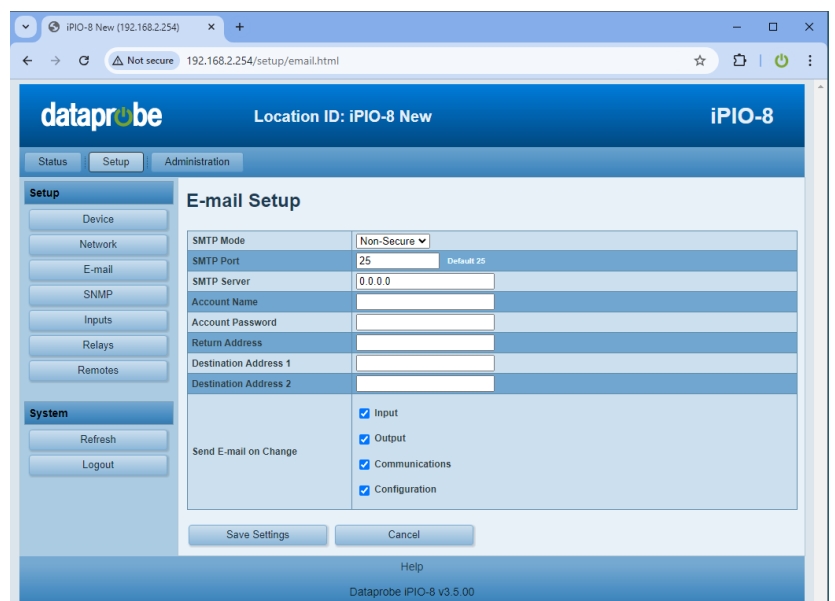 iPIO-8 New (192.168.2.254)
Not secure 192.168.2.254/setup/email.html
dataprobe Location ID: iPIO-8 New iPIO-8
Status Setup Administration
Setup
Device
Network
E-mail
SNMP
Inputs
Relays
Remotes
System
Refresh
Logout
E-mail Setup
SMTP Mode Non-Secure
SMTP Port 25 Default 25
SMTP Server 0.0.0.0
Account Name
Account Password
Return Address
Destination Address 1
Destination Address 2
Send E-mail on Change
Input
Output
Communications
Configuration
Save Settings Cancel
Help
Dataprobe iPIO-8 v3.5.00